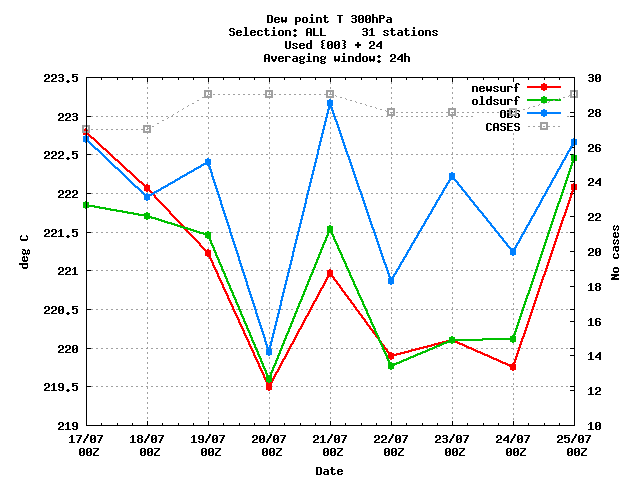 Dew point T 300hPa
Selection: ALL 31 stations
Used {00} + 24
Averaging window: 24h
223.5
223
222.5
222
221.5
221
220.5
220
219.5
219
deg C
30
28
26
24
22
20
18
16
14
12
10
No cases
newsurf
oldsurf
OBS
CASES
17/07 18/07 19/07 20/07 21/07 22/07 23/07 24/07 25/07
00Z 00Z 00Z 00Z 00Z 00Z 00Z 00Z 00Z
Date